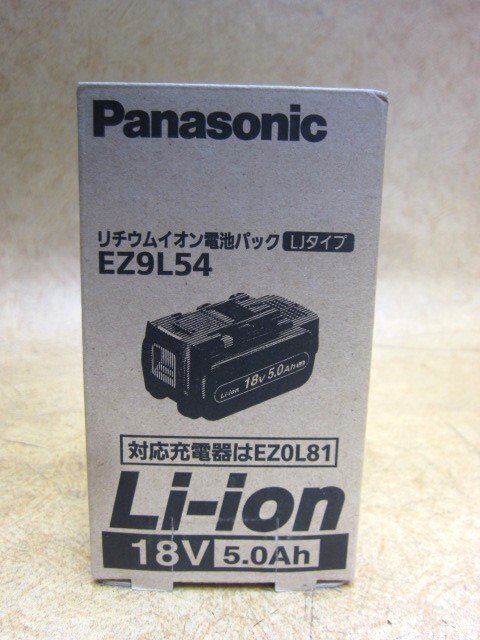 Panasonic
リチウムイオン電池パック LJタイプ
EZ9L54
Li-ion 18V 5.0Ah
対応充電器はEZ0L81
Li-ion
18V 5.0Ah